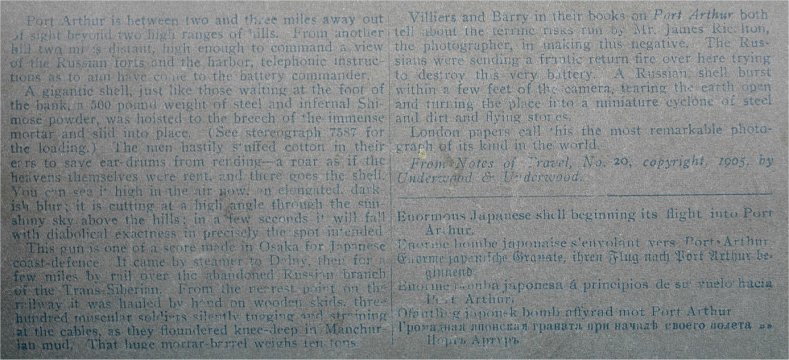 Port Arthur is between two and three miles away out
of sight beyond two high ranges of hills. From another
hill two miles distant, high enough to command a view
of the Russian forts and the harbor, telephonic instruc-
tions as to aim have come to the battery commander.
A gigantic shell, just like those waiting at the foot of
the bank, a 500 pound weight of steel and infernal Shi-
mose powder, was hoisted to the breech of the immense
mortar and slid into place. (See stereograph 7587 for
the loading.) The men hastily stuffed cotton in their
ears to save ear-drums from rending—a roar as if the
heavens themselves were rent, and there goes the shell.
You can see it high in the air now, an elongated, dark-
ish blur; it is cutting at a high angle through the sun-
shiny sky above the hills; in a few seconds it will fall
with diabolical exactness in precisely the spot intended
This gun is one of a score made in Osaka for Japanese
coast-defence. It came by steamer to Dalny, then for a
few miles by rail over the abandoned Russian branch
of the Trans-Siberian. From the nearest point on the
railway it was hauled by hand on wooden skids, three
hundred muscular soldiers silently tugging and straining
at the cables, as they floundered knee-deep in Manchur-
ian mud. That huge mortar-barrel weighs ten tons.
Villiers and Barry in their books on Port Arthur both
tell about the terrific risks run by Mr. James Ricalton,
the photographer, in making this negative. The Rus-
sians were sending a frantic return fire over here trying
to destroy this very battery. A Russian shell burst
within a few feet of the camera, tearing the earth open
and turning the place into a miniature cyclone of steel
and dirt and flying stones.
London papers call this the most remarkable photo-
graph of its kind in the world.
From Notes of Travel, No. 20, copyright, 1905, by
Underwood & Underwood.
Enormous Japanese shell beginning its flight into Port
Arthur.
Enorme bombe japonaise s'envolant vers Port-Arthur.
Enorme japanische Granate, ihren Flug nach Port Arthur be-
ginnend.
Enorme bomba japonesa á principios de su vuelo hacia
Port Arthur.
Ofantlig japansk bomb affyrad mot Port Arthur
Громадная японская граната при началѣ своего полета въ
Портъ Артуръ